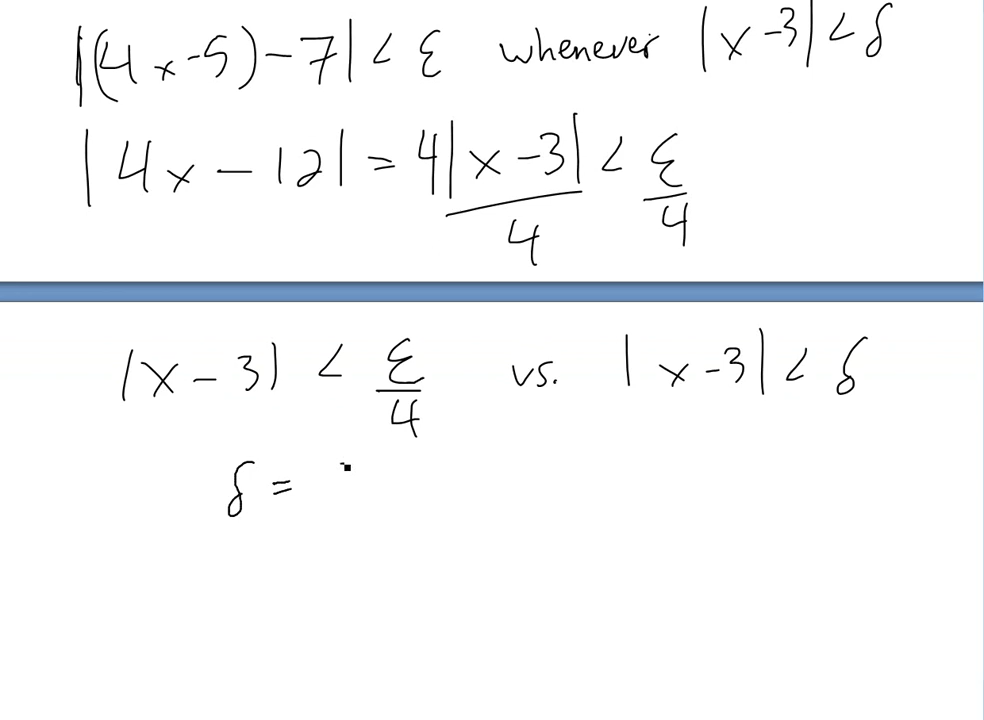 |(4x-5)-7| < ε whenever |x-3| < δ
|4x - 12| = 4|x-3|/4 < ε/4
|x-3| < ε/4 vs. |x-3| < δ
δ =